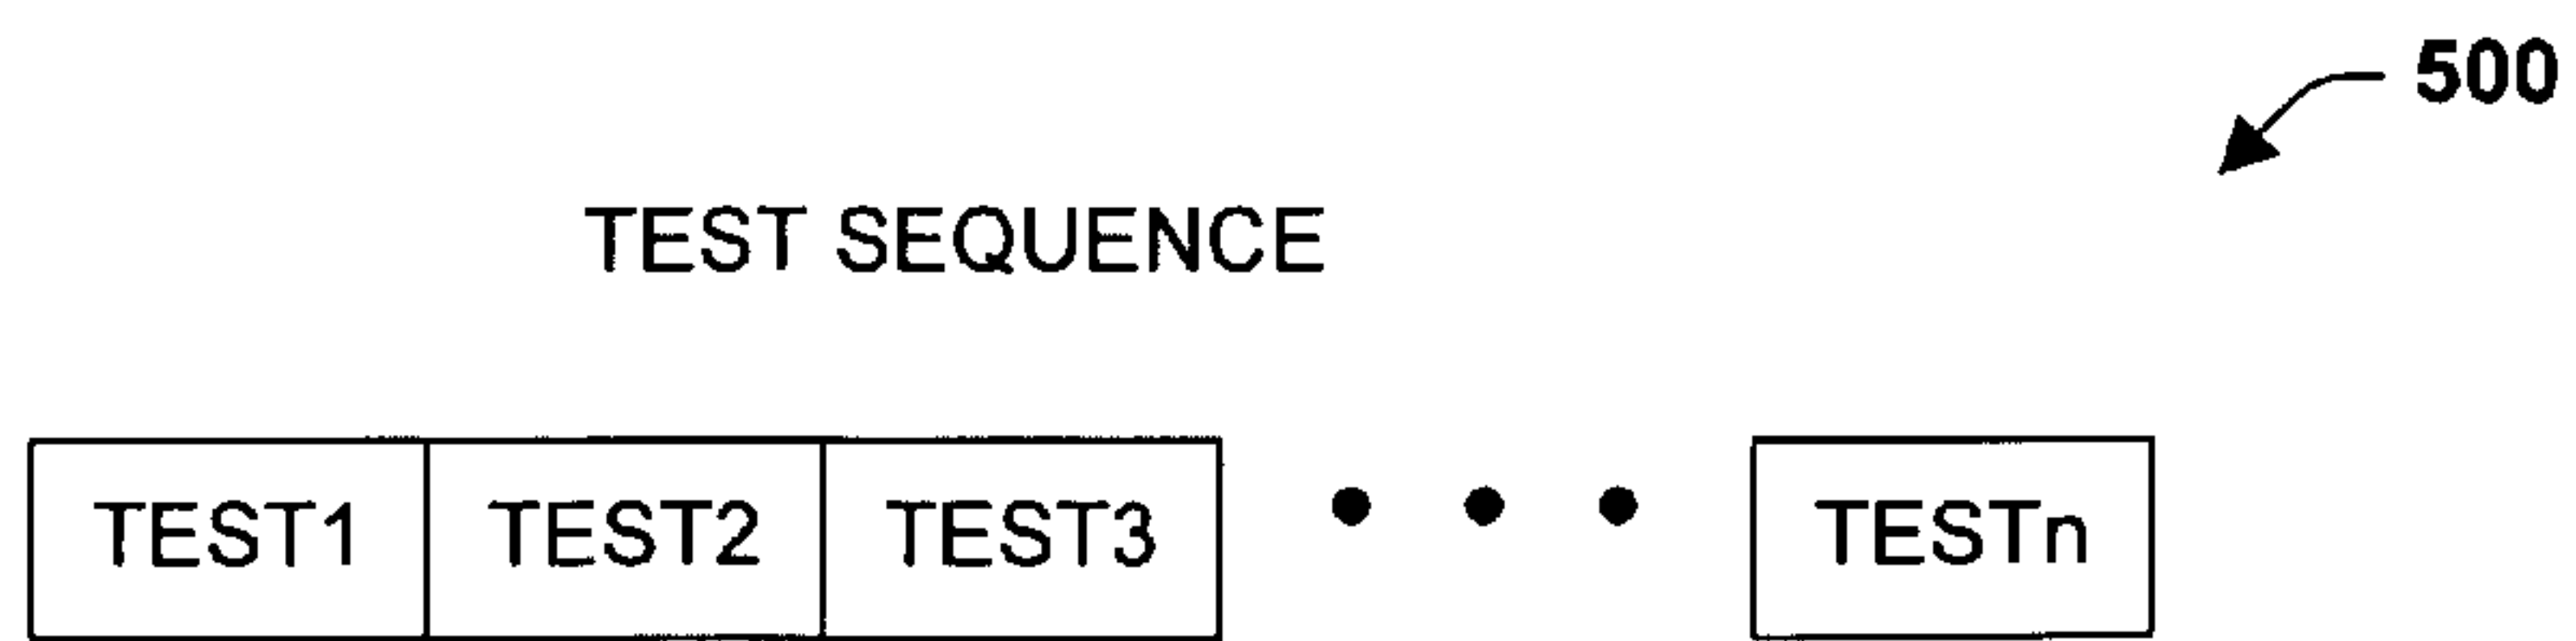 500
TEST SEQUENCE
TEST1 TEST2 TEST3 • • • TESTn